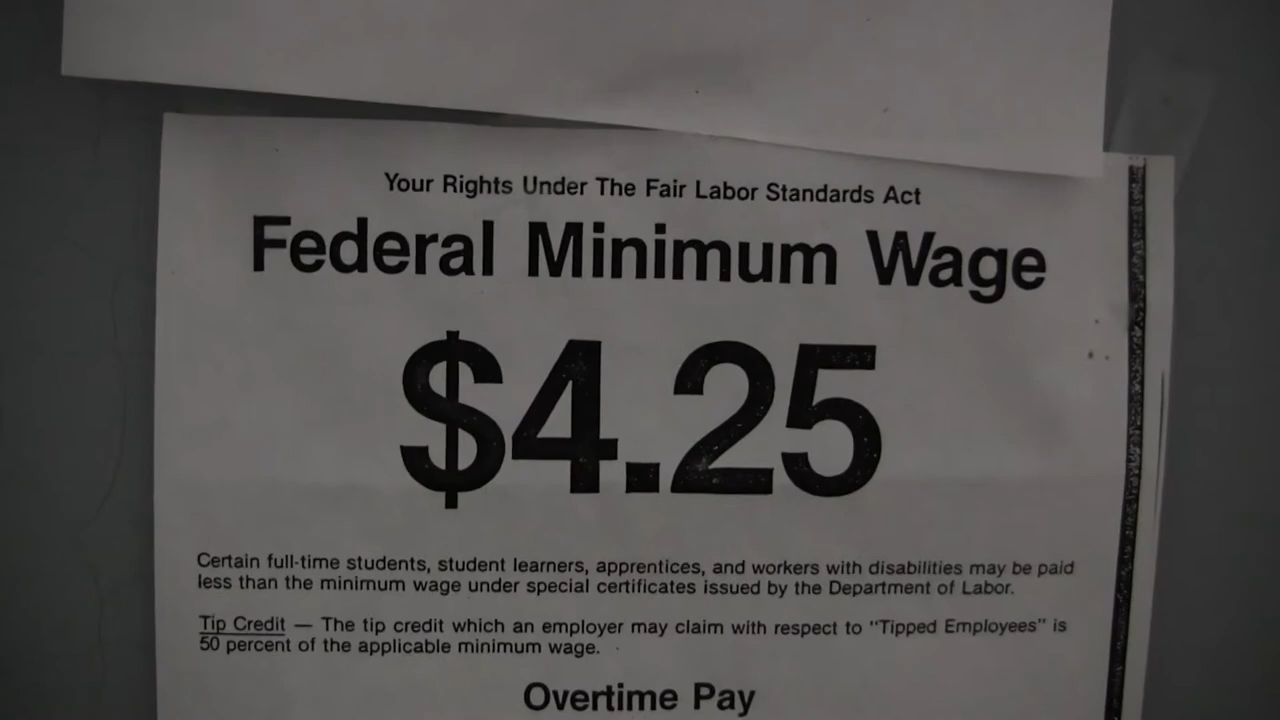 Your Rights Under The Fair Labor Standards Act
Federal Minimum Wage
$4.25
Certain full-time students, student learners, apprentices, and workers with disabilities may be paid
less than the minimum wage under special certificates issued by the Department of Labor.
Tip Credit — The tip credit which an employer may claim with respect to "Tipped Employees" is
50 percent of the applicable minimum wage.
Overtime Pay